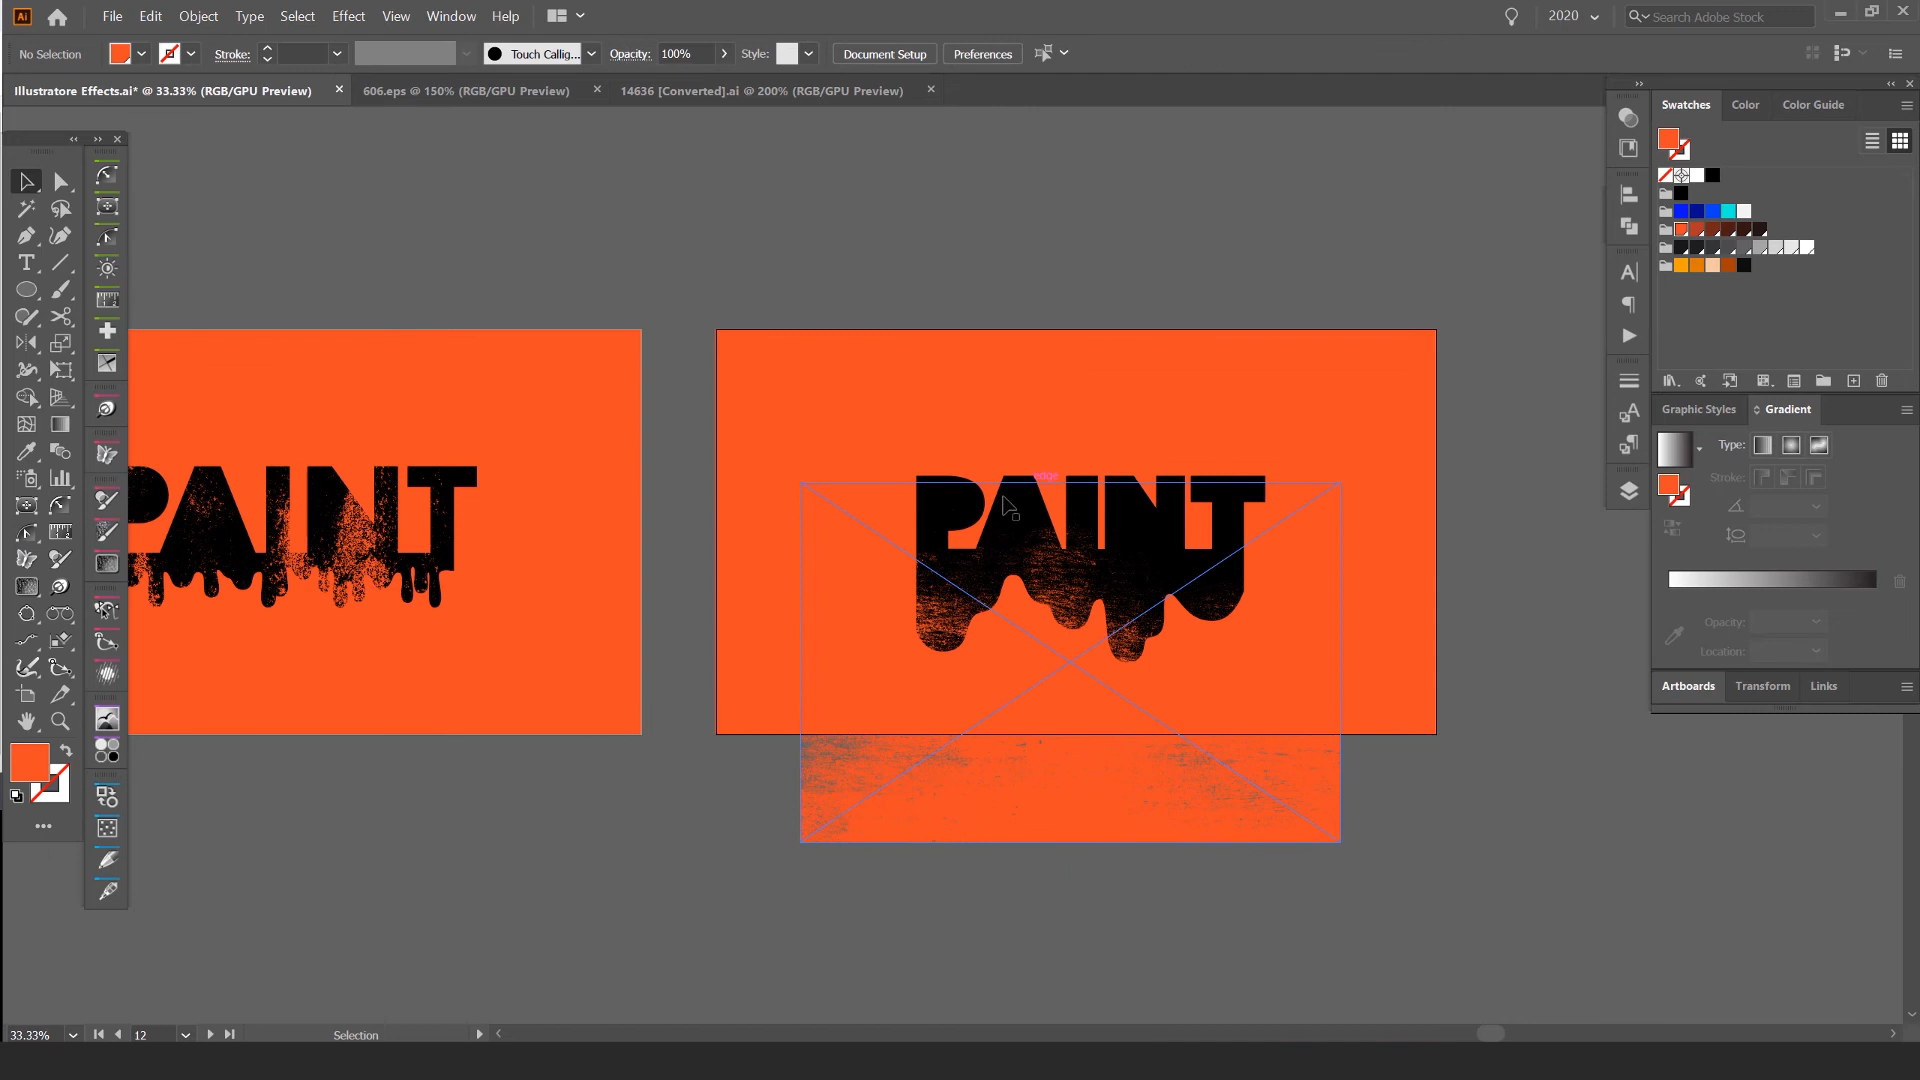 Ai
File Edit Object Type Select Effect View Window Help
2020
Search Adobe Stock
No Selection
Stroke:
Touch Callig...
Opacity: 100%
Style:
Document Setup
Preferences
Illustratore Effects.ai* @ 33.33% (RGB/GPU Preview)
606.eps @ 150% (RGB/GPU Preview)
14636 [Converted].ai @ 200% (RGB/GPU Preview)
Swatches Color Color Guide
PAINT
edge
PAINT
Graphic Styles Gradient
Type:
Stroke:
Opacity:
Location:
Artboards Transform Links
33.33%
12
Selection